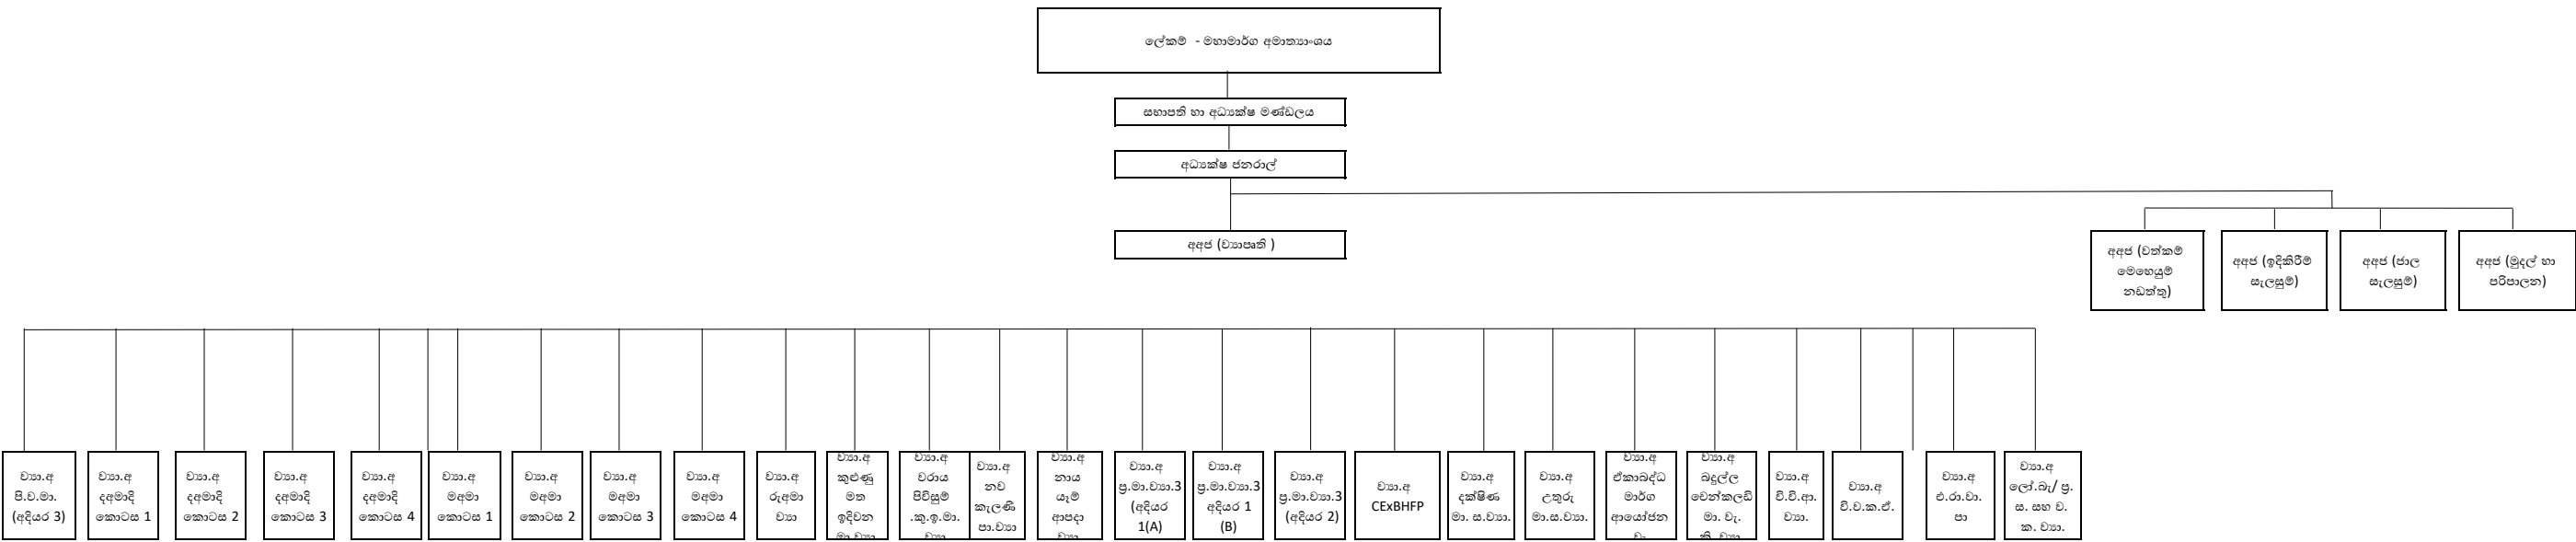 ලේකම් - මහාමාර්ග අමාත්‍යාංශය
සභාපති හා අධ්‍යක්ෂ මණ්ඩලය
අධ්‍යක්ෂ ජනරාල්
අඅජ (ව්‍යාපෘති )
අඅජ (වත්කම්
මෙහෙයුම්
නඩත්තු)
අඅජ (ඉදිකිරීම්
සැලසුම්)
අඅජ (ජාල
සැලසුම්)
අඅජ (මුදල් හා
පරිපාලන)
ව්‍යා.අ
පි.ව.මා.
(අදියර 3)
ව්‍යා.අ
දඅමාදි
කොටස 1
ව්‍යා.අ
දඅමාදි
කොටස 2
ව්‍යා.අ
දඅමාදි
කොටස 3
ව්‍යා.අ
දඅමාදි
කොටස 4
ව්‍යා.අ
මඅමා
කොටස 1
ව්‍යා.අ
මඅමා
කොටස 2
ව්‍යා.අ
මඅමා
කොටස 3
ව්‍යා.අ
මඅමා
කොටස 4
ව්‍යා.අ
රුඅමා
ව්‍යා
ව්‍යා.අ
කුළුණු
මත
ඉදිවන
මා.ව්‍යා
ව්‍යා.අ
වරාය
පිවිසුම්
.කු.ඉ.මා.
ව්‍යා
ව්‍යා.අ
නව
කැලණි
පා.ව්‍යා
ව්‍යා.අ
නාය
යෑම්
ආපදා
ව්‍යා
ව්‍යා.අ
ප්‍ර.මා.ව්‍යා.3
(අදියර
1(A)
ව්‍යා.අ
ප්‍ර.මා.ව්‍යා.3
අදියර 1
(B)
ව්‍යා.අ
ප්‍ර.මා.ව්‍යා.3
(අදියර 2)
ව්‍යා.අ
CExBHFP
ව්‍යා.අ
දක්ෂිණ
මා. ස.ව්‍යා.
ව්‍යා.අ
උතුරු
මා.ස.ව්‍යා.
ව්‍යා.අ
ඒකාබද්ධ
මාර්ග
ආයෝජන
වැ.
ව්‍යා.අ
බදුල්ල
චෙන්කලඩි
මා. වැ.
ව්‍යා.අ
වි.වි.ආ.
ව්‍යා.
ව්‍යා.අ
වි.ව.ක.ඒ.
ව්‍යා.අ
එ.රා.වා.
පා
ව්‍යා.අ
ලෝ.බැ/ ප්‍ර.
ස. සහ ව.
ක. ව්‍යා.